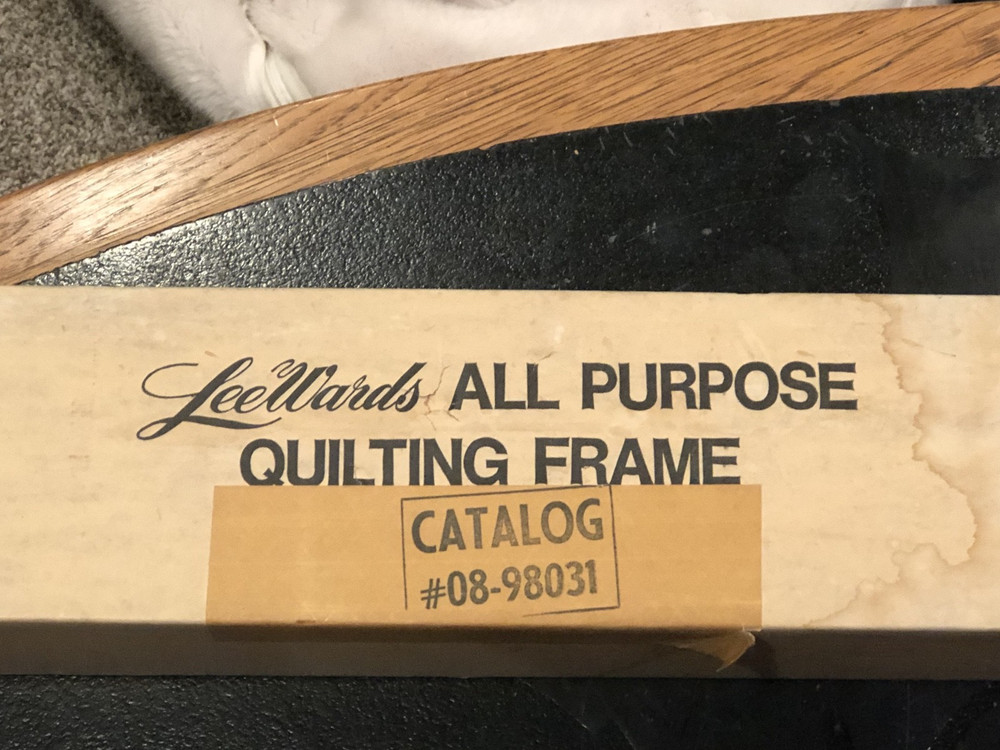 LeeWards ALL PURPOSE
QUILTING FRAME
CATALOG
#08-98031